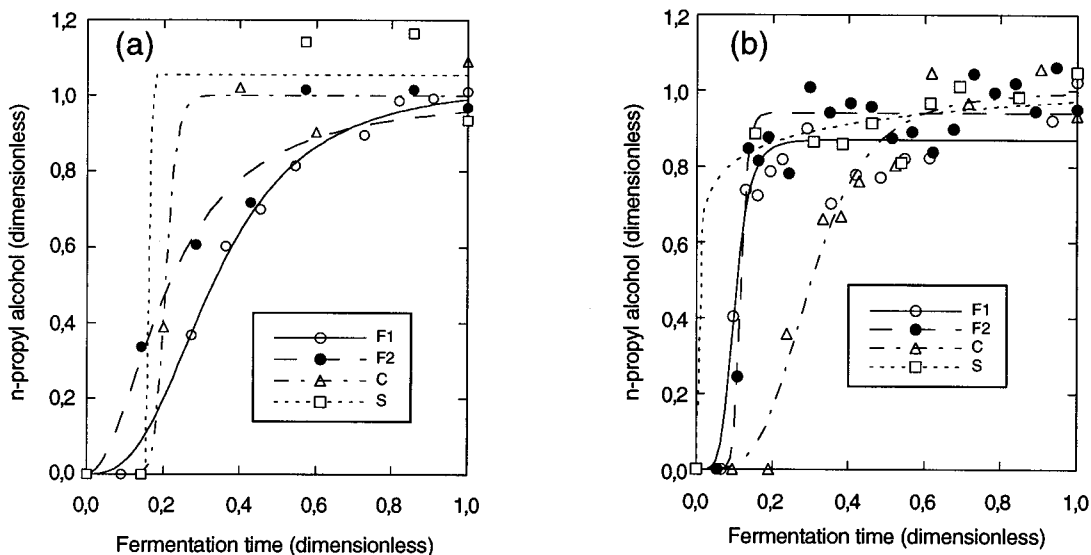 (a)
n-propyl alcohol (dimensionless)
1,2
1,0
0,8
0,6
0,4
0,2
0,0
F1
F2
C
S
0,0 0,2 0,4 0,6 0,8 1,0
Fermentation time (dimensionless)
(b)
n-propyl alcohol (dimensionless)
1,2
1,0
0,8
0,6
0,4
0,2
0,0
F1
F2
C
S
0,0 0,2 0,4 0,6 0,8 1,0
Fermentation time (dimensionless)